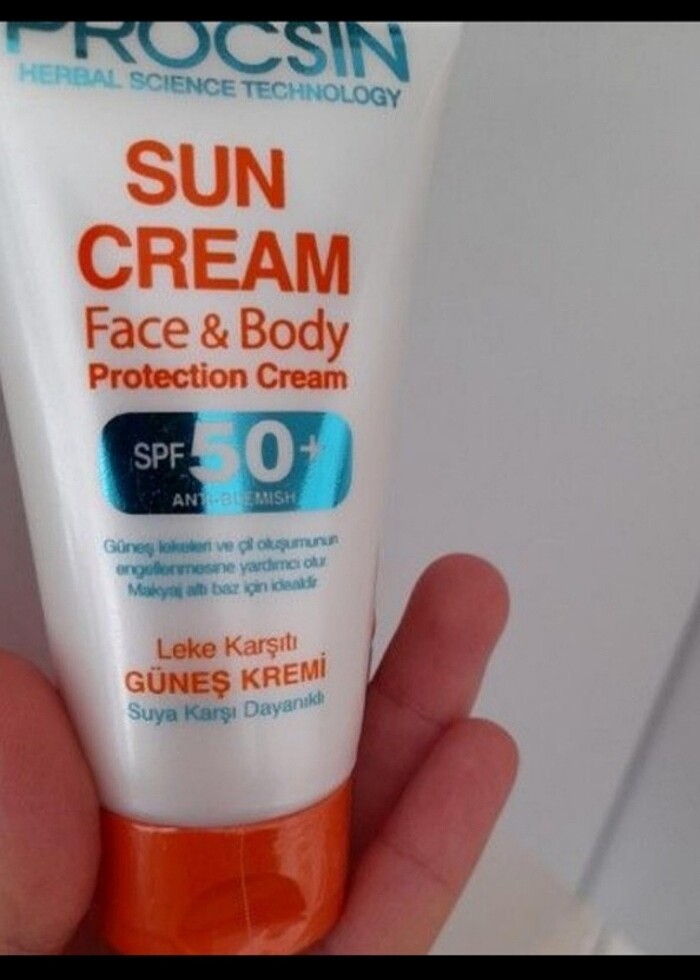 PROCSIN
HERBAL SCIENCE TECHNOLOGY
SUN
CREAM
Face & Body
Protection Cream
SPF 50+
ANTI-BLEMISH
Güneş lekeleri ve çil oluşumunun
engellenmesine yardımcı olur
Makyaj altı baz için idealdir
Leke Karşıtı
GÜNEŞ KREMİ
Suya Karşı Dayanıklı